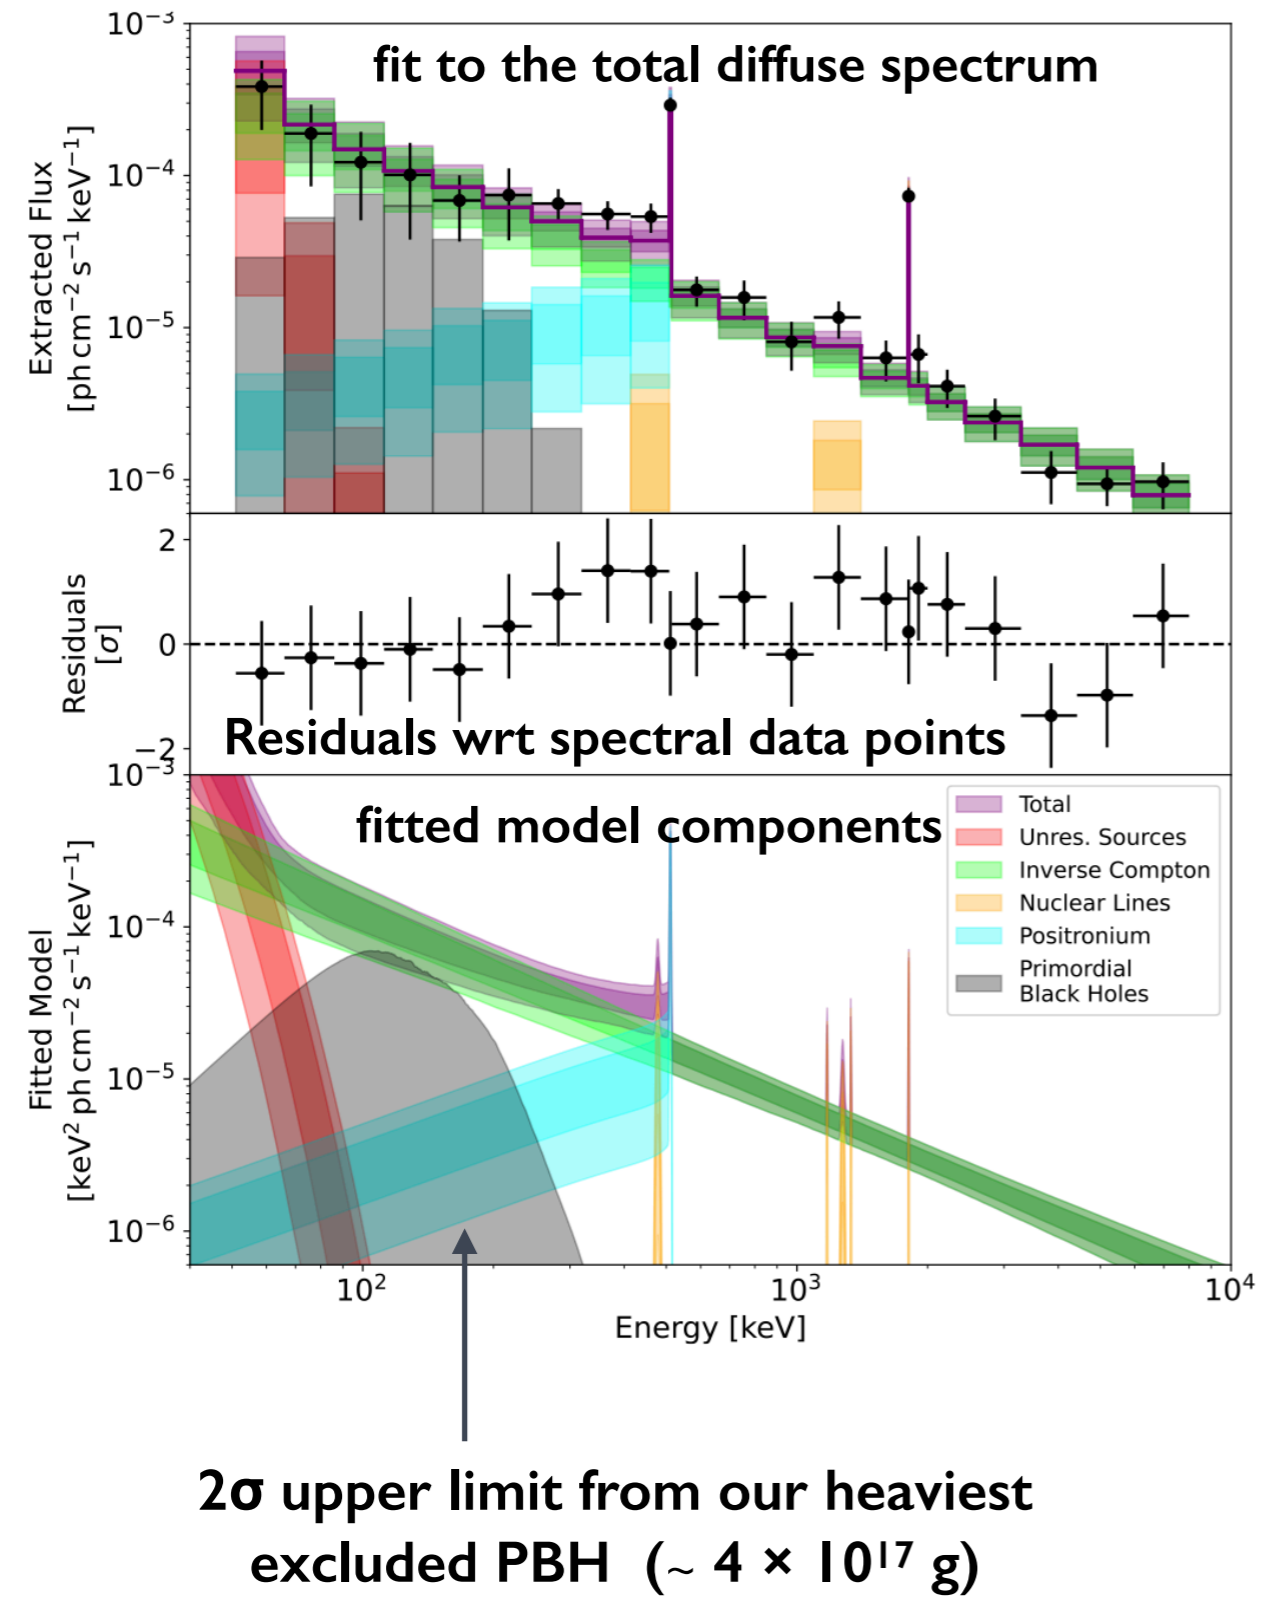 fit to the total diffuse spectrum
10⁻³
10⁻⁴
10⁻⁵
10⁻⁶
Extracted Flux
[ph cm⁻² s⁻¹ keV⁻¹]
2
0
−2
Residuals
[σ]
Residuals wrt spectral data points
10⁻³
10⁻⁴
10⁻⁵
10⁻⁶
Fitted Model
[keV² ph cm⁻² s⁻¹ keV⁻¹]
fitted model components
Total
Unres. Sources
Inverse Compton
Nuclear Lines
Positronium
Primordial
Black Holes
10²
10³
10⁴
Energy [keV]
2σ upper limit from our heaviest
excluded PBH (~ 4 × 10¹⁷ g)